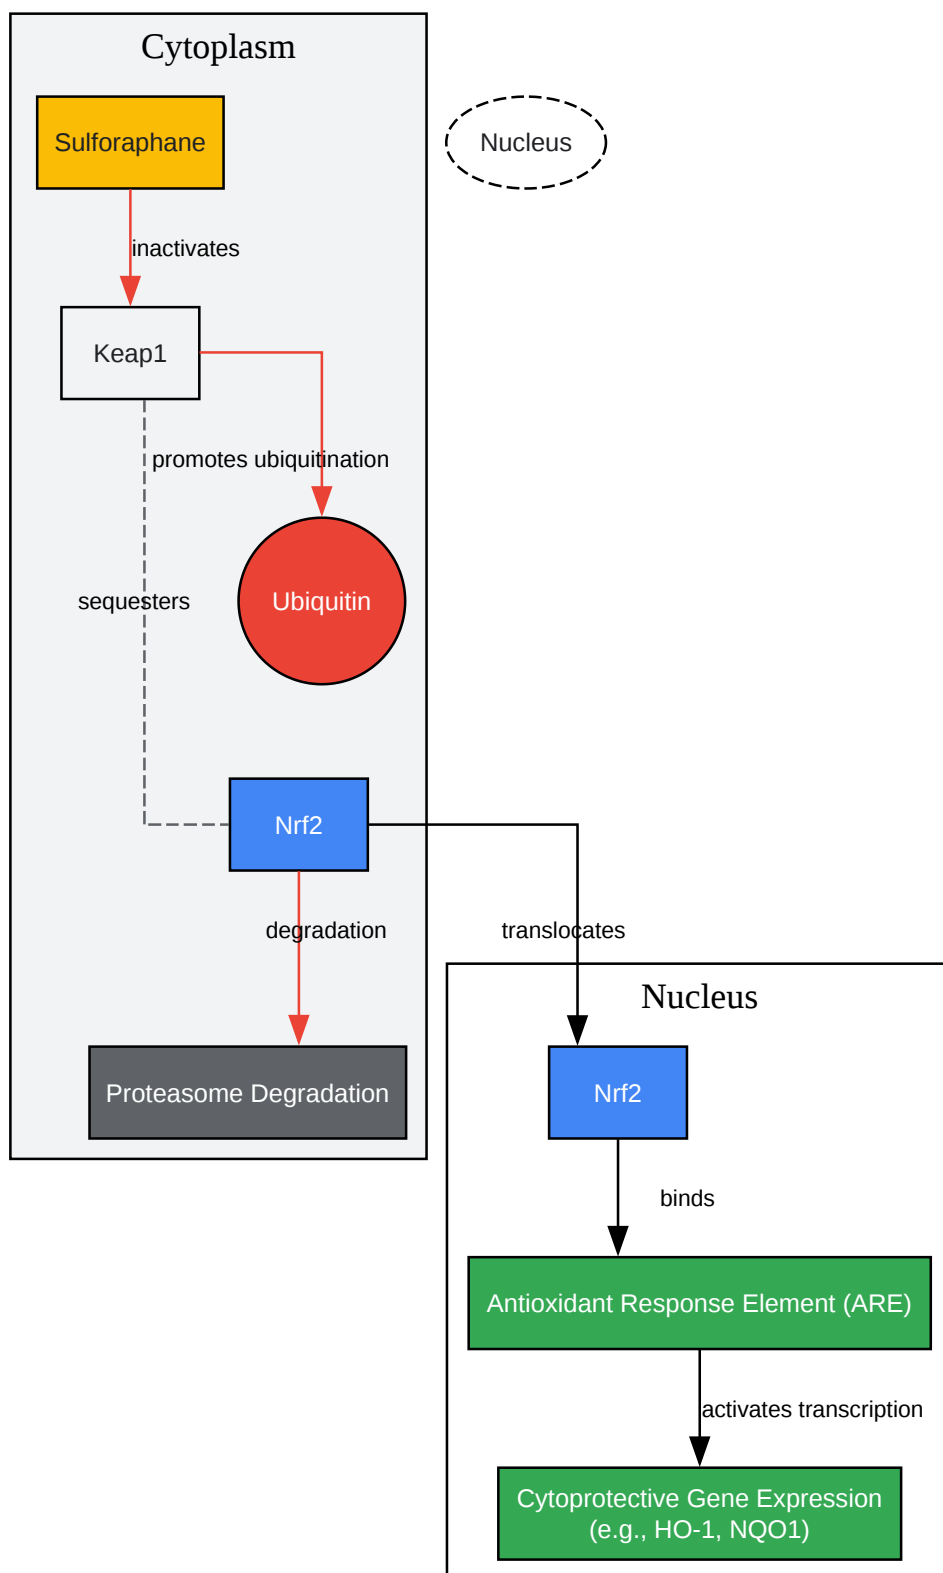 Cytoplasm
Sulforaphane
Nucleus
inactivates
Keap1
promotes ubiquitination
sequesters
Ubiquitin
Nrf2
degradation
translocates
Nucleus
Proteasome Degradation
Nrf2
binds
Antioxidant Response Element (ARE)
activates transcription
Cytoprotective Gene Expression
(e.g., HO-1, NQO1)